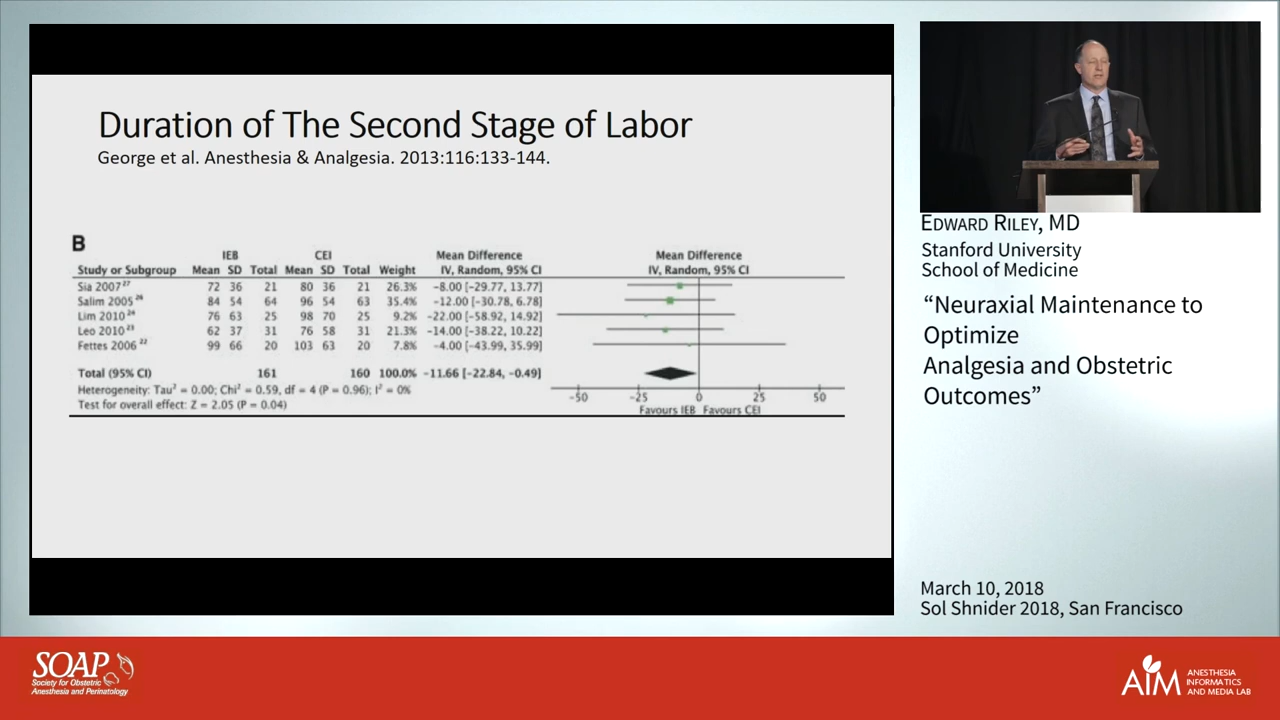 Duration of The Second Stage of Labor
George et al. Anesthesia & Analgesia. 2013:116:133-144.
B
IEB CEI Mean Difference Mean Difference
Study or Subgroup Mean SD Total Mean SD Total Weight IV, Random, 95% CI IV, Random, 95% CI
Sia 2007²⁷ 72 36 21 80 36 21 26.3% −8.00 [−29.77, 13.77]
Salim 2005²⁶ 84 54 64 96 54 63 35.4% −12.00 [−30.78, 6.78]
Lim 2010²⁴ 76 63 25 98 70 25 9.2% −22.00 [−58.92, 14.92]
Leo 2010²³ 62 37 31 76 58 31 21.3% −14.00 [−38.22, 10.22]
Fettes 2006²² 99 66 20 103 63 20 7.8% −4.00 [−43.99, 35.99]
Total (95% CI) 161 160 100.0% −11.66 [−22.84, −0.49]
Heterogeneity: Tau² = 0.00; Chi² = 0.59, df = 4 (P = 0.96); I² = 0%
Test for overall effect: Z = 2.05 (P = 0.04)
−50 −25 0 25 50
Favours IEB Favours CEI
EDWARD RILEY, MD
Stanford University
School of Medicine
“Neuraxial Maintenance to
Optimize
Analgesia and Obstetric
Outcomes”
March 10, 2018
Sol Shnider 2018, San Francisco
SOAP
Society for Obstetric
Anesthesia and Perinatology
AIM
ANESTHESIA
INFORMATICS
AND MEDIA LAB